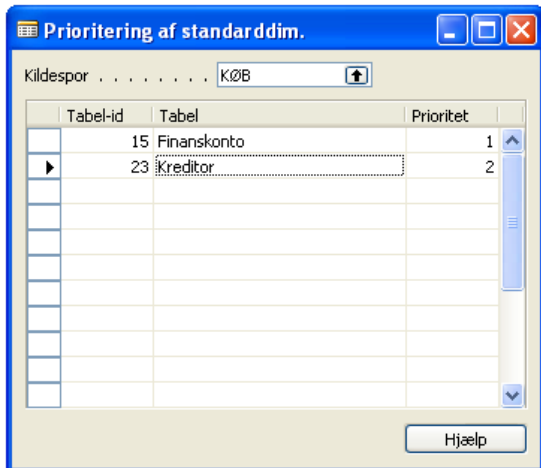 Prioritering af standarddim.
Kildespor . . . . . . . . KØB
Tabel-id Tabel Prioritet
15 Finanskonto 1
23 Kreditor 2
Hjælp